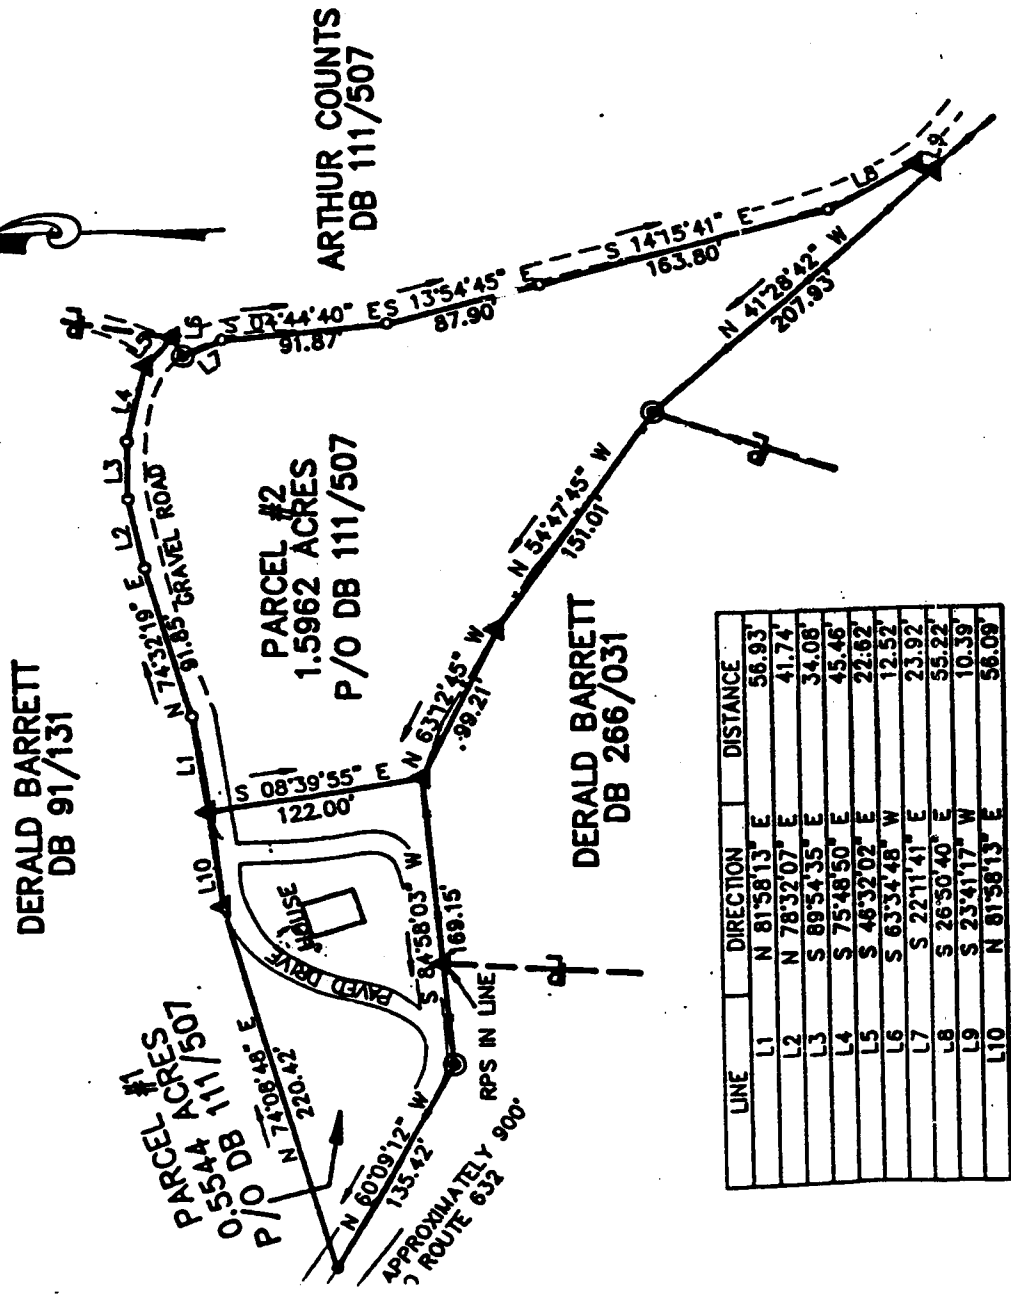 DERALD BARRETT
DB 91/131
ARTHUR COUNTS
DB 111/507
PARCEL #1
0.5544 ACRES
P/O DB 111/507
PARCEL #2
1.5962 ACRES
P/O DB 111/507
DERALD BARRETT
DB 266/031
N 74°08'48" E
220.42'
L10
L1
N 74°32'19" E
91.85'
GRAVEL ROAD
L2
L3
L4
L5
L6
L7
S 04°44'40" E
91.87'
S 13°54'45" E
87.90'
S 14°15'41" E
163.80'
L8
L9
N 41°28'42" W
207.93'
N 54°47'45" W
151.01'
N 63°12'45" W
99.21'
S 08°39'55" E
122.00'
S 84°58'03" W
169.15'
N 60°09'12" W
135.42'
HOUSE
PAVED DRIVE
RPS IN LINE
APPROXIMATELY 900'
ROUTE 632
LINE DIRECTION DISTANCE
L1 N 81°58'13" E 56.93'
L2 N 78°32'07" E 41.74'
L3 S 89°54'35" E 34.08'
L4 S 75°48'50" E 45.46'
L5 S 46°32'02" E 22.62'
L6 S 63°34'48" W 12.52'
L7 S 22°11'41" E 23.92'
L8 S 26°50'40" E 55.22'
L9 S 23°41'17" W 10.39'
L10 N 81°58'13" E 56.09'